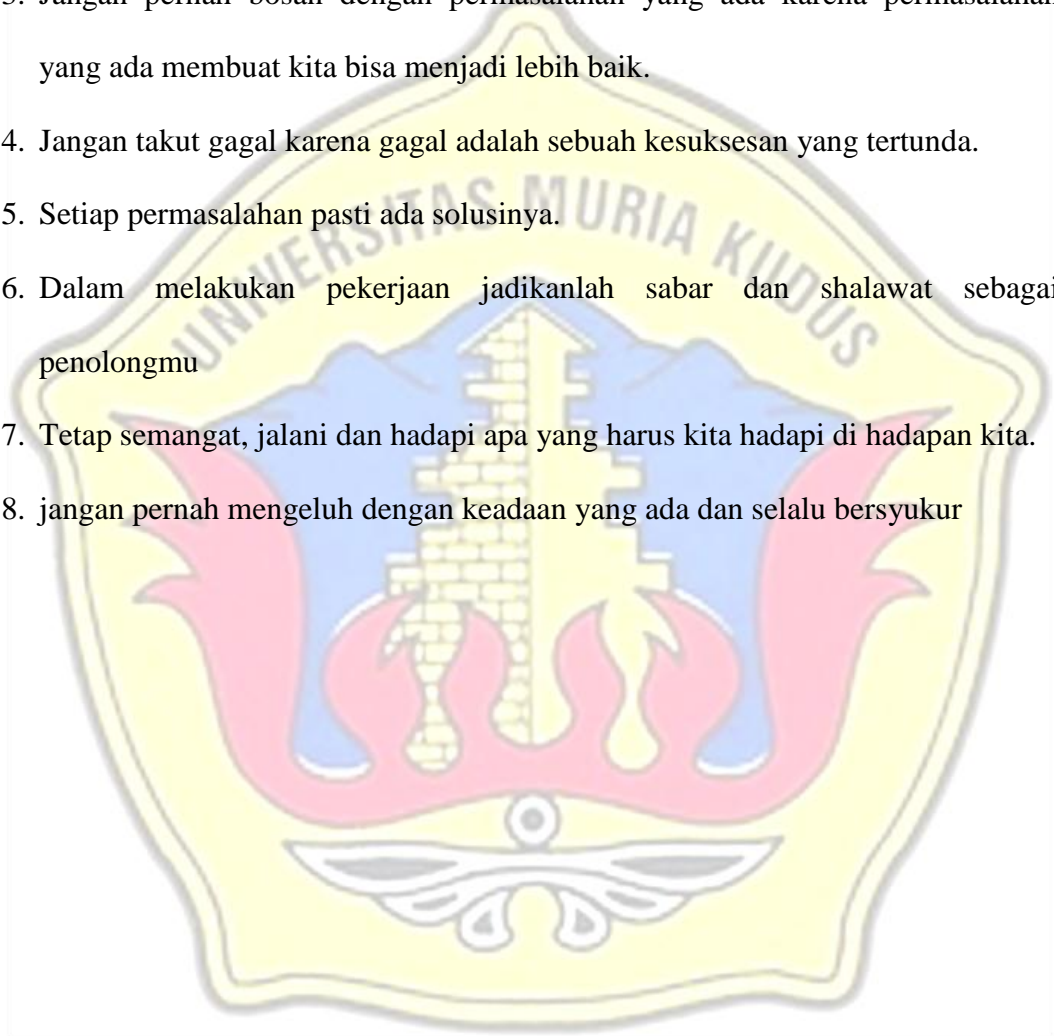 3. Jangan pernah bosan dengan permasalahan yang ada karena permasalahan
yang ada membuat kita bisa menjadi lebih baik.
4. Jangan takut gagal karena gagal adalah sebuah kesuksesan yang tertunda.
5. Setiap permasalahan pasti ada solusinya.
UNIVERSITAS MURIA KUDUS
6. Dalam melakukan pekerjaan jadikanlah sabar dan shalawat sebagai
penolongmu
7. Tetap semangat, jalani dan hadapi apa yang harus kita hadapi di hadapan kita.
8. jangan pernah mengeluh dengan keadaan yang ada dan selalu bersyukur